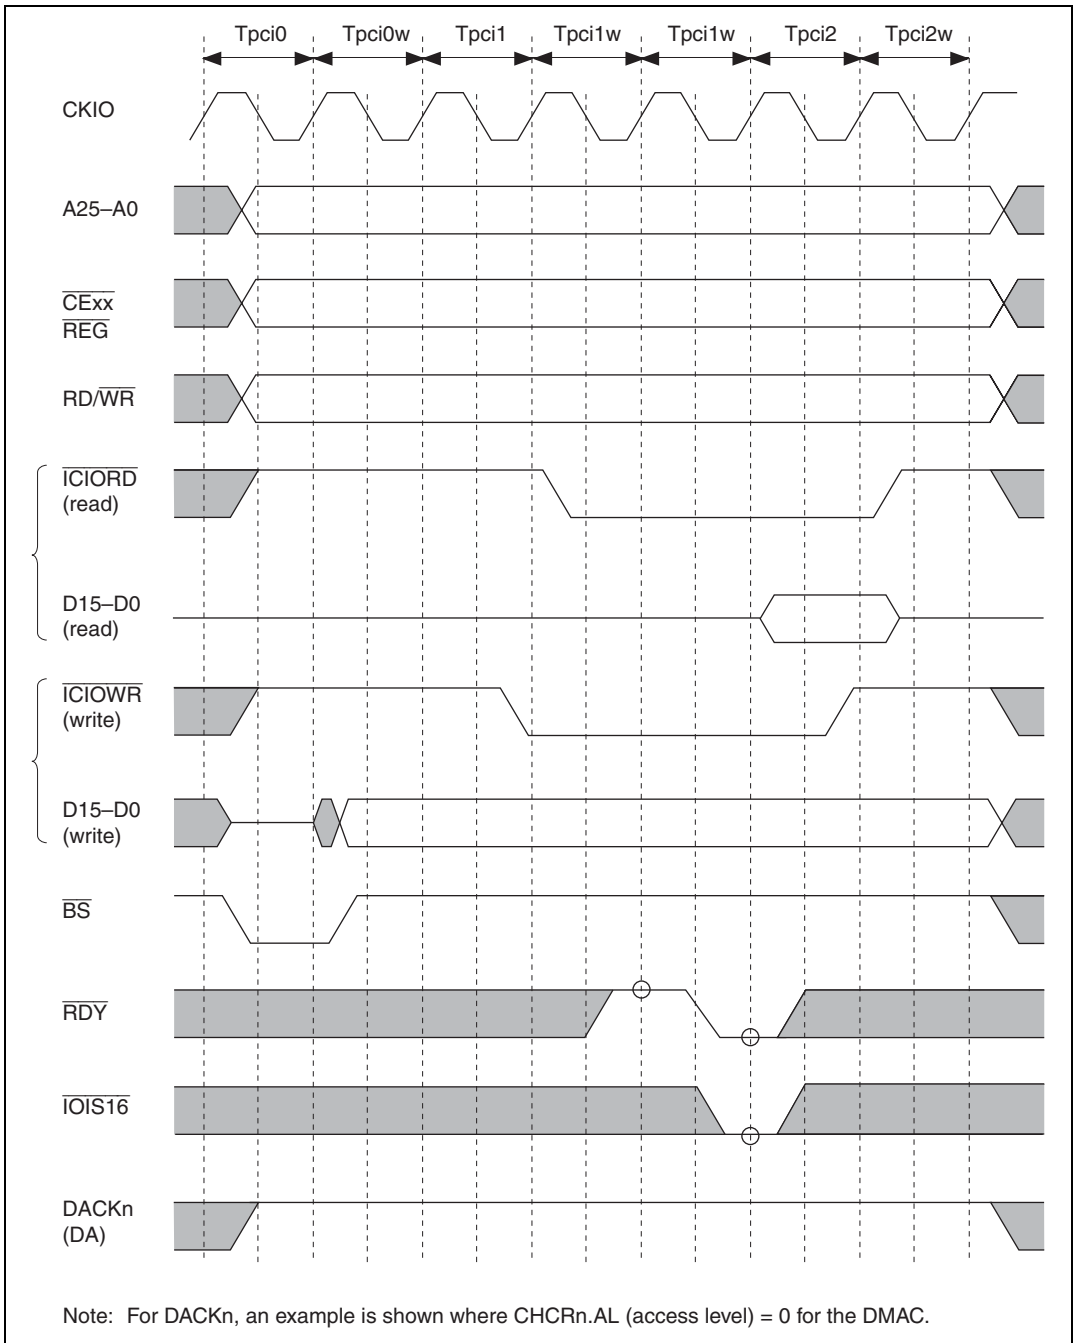 Tpci0 Tpci0w Tpci1 Tpci1w Tpci1w Tpci2 Tpci2w
CKIO
A25–A0
CExx
REG
RD/WR
ICIORD
(read)
D15–D0
(read)
ICIOWR
(write)
D15–D0
(write)
BS
RDY
IOIS16
DACKn
(DA)
Note: For DACKn, an example is shown where CHCRn.AL (access level) = 0 for the DMAC.